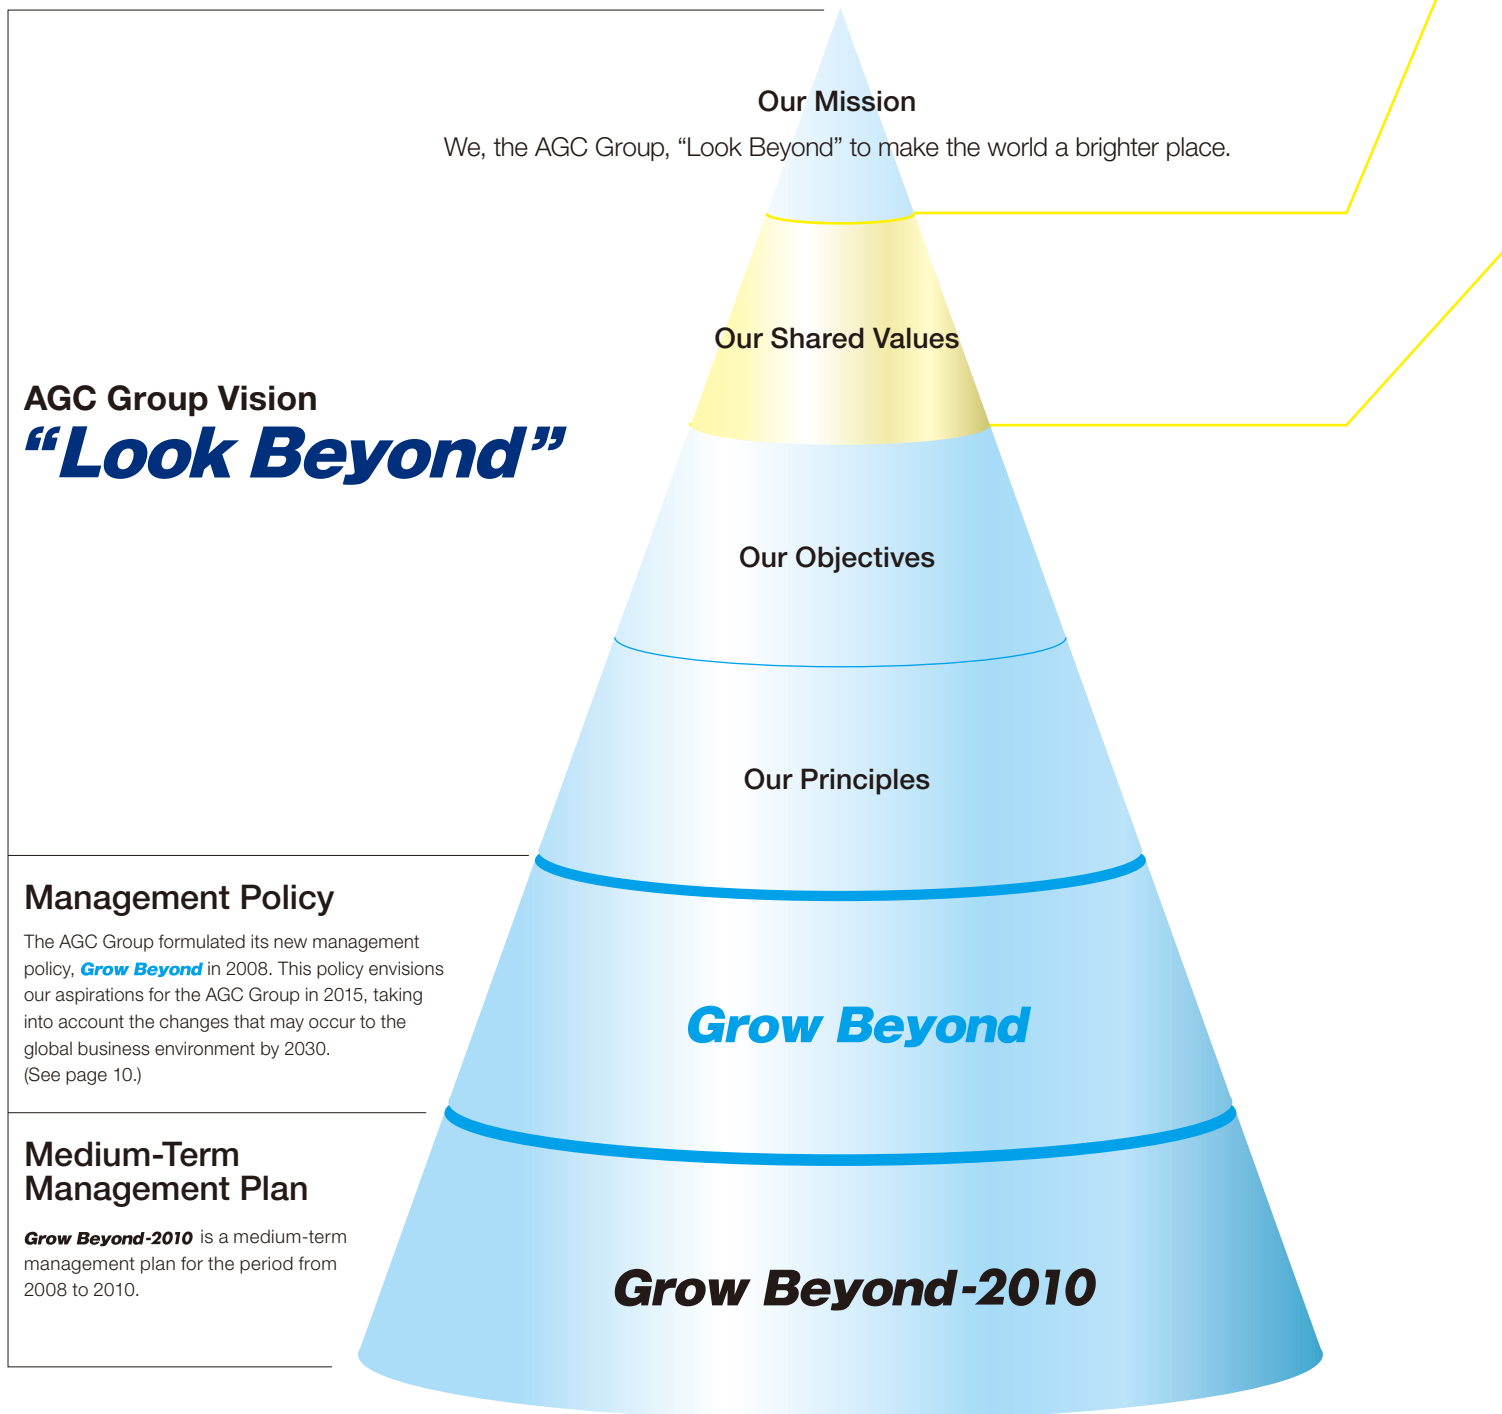 Our Mission
We, the AGC Group, “Look Beyond” to make the world a brighter place.
Our Shared Values
AGC Group Vision
“Look Beyond”
Our Objectives
Our Principles
Management Policy
The AGC Group formulated its new management
policy, Grow Beyond in 2008. This policy envisions
our aspirations for the AGC Group in 2015, taking
into account the changes that may occur to the
global business environment by 2030.
(See page 10.)
Grow Beyond
Medium-Term
Management Plan
Grow Beyond-2010 is a medium-term
management plan for the period from
2008 to 2010.
Grow Beyond-2010